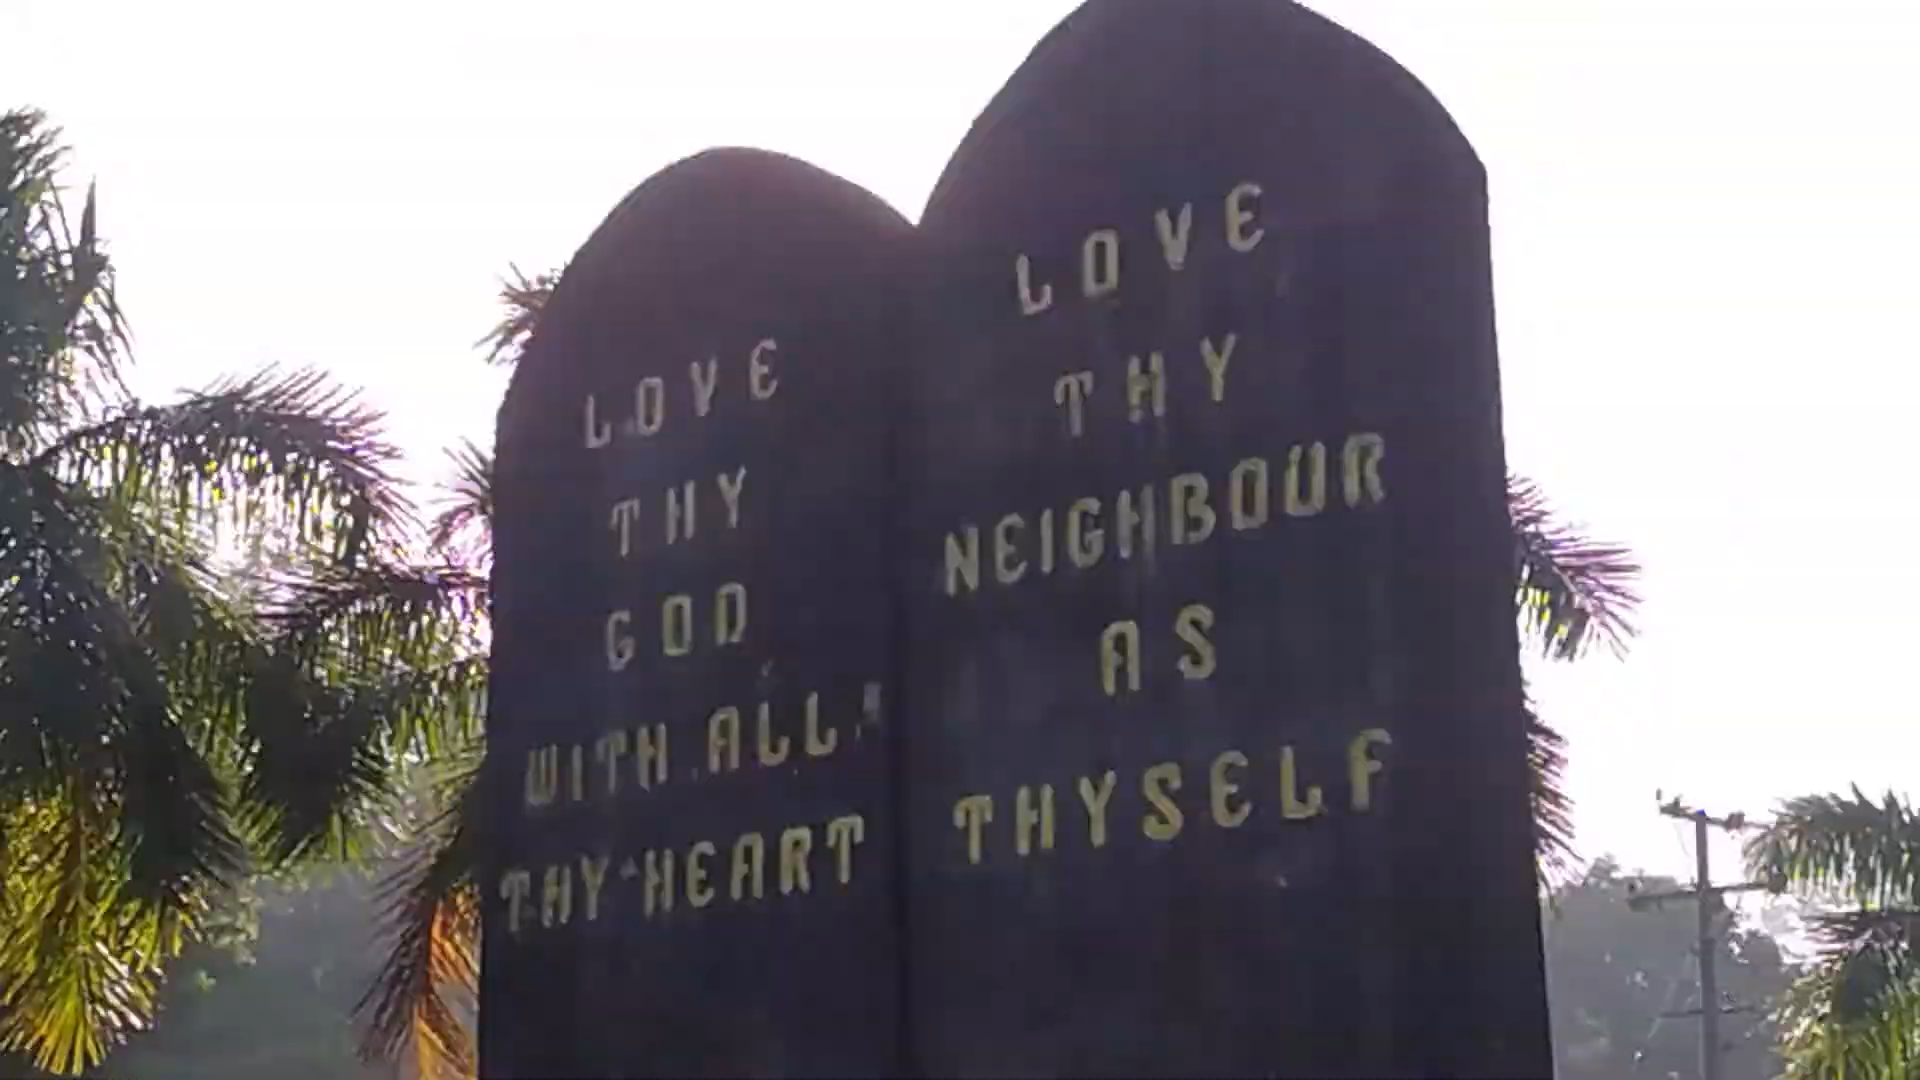 LOVE
THY
GOD
WITH ALL
THY HEART
LOVE
THY
NEIGHBOUR
AS
THYSELF